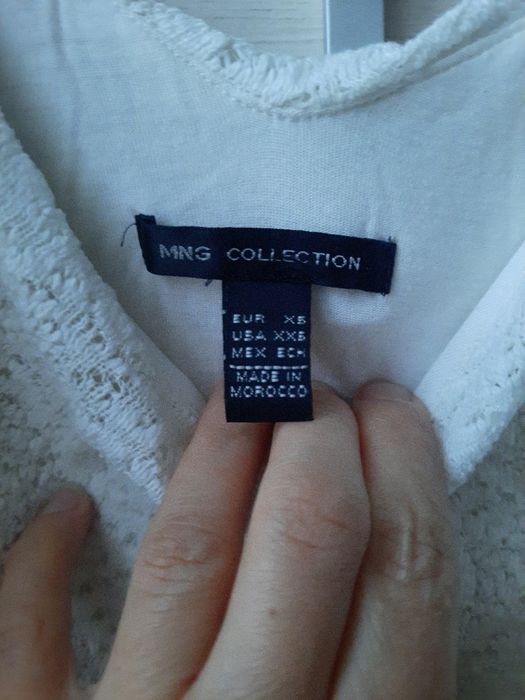 MNG COLLECTION
EUR XS
USA XXS
MEX ECH
MADE IN
MOROCCO